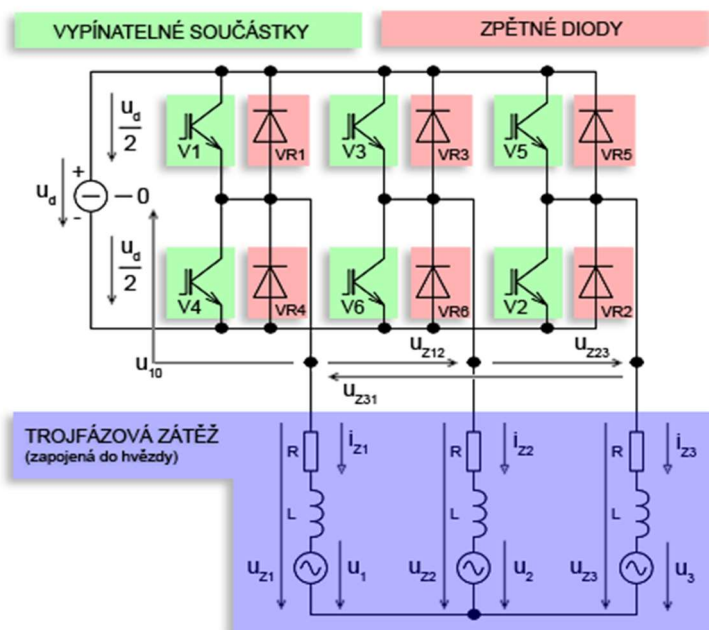 VYPÍNATELNÉ SOUČÁSTKY
ZPĚTNÉ DIODY
u_d/2
V1
VR1
V3
VR3
V5
VR5
u_d
+
-
0
u_d/2
V4
VR4
V6
VR6
V2
VR2
u_10
u_Z12
u_Z23
u_Z31
TROJFÁZOVÁ ZÁTĚŽ
(zapojená do hvězdy)
R
i_Z1
R
i_Z2
R
i_Z3
L
L
L
u_Z1
u_1
u_Z2
u_2
u_Z3
u_3